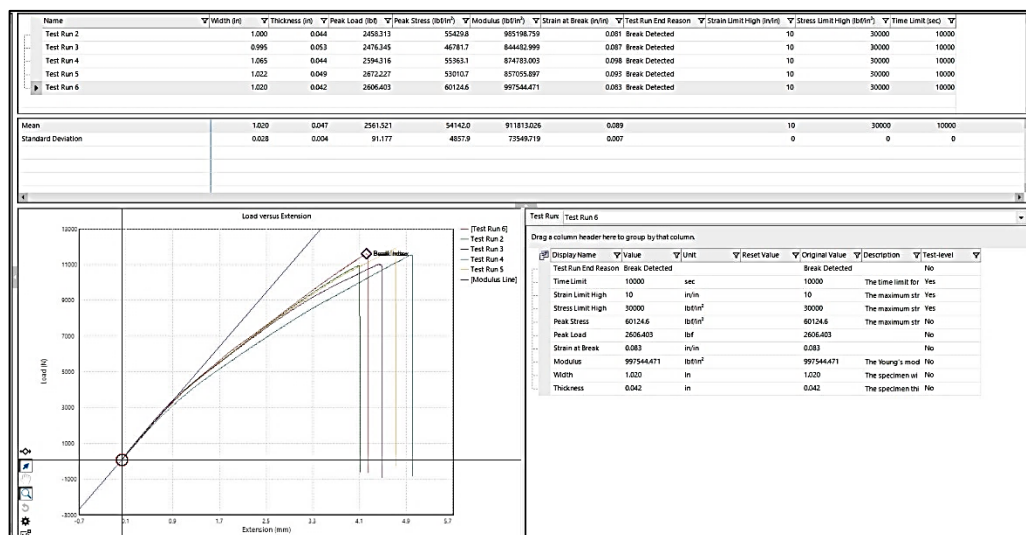 Name Width (in) Thickness (in) Peak Load (lbf) Peak Stress (lbf/in²) Modulus (lbf/in²) Strain at Break (in/in) Test Run End Reason Strain Limit High (in/in) Stress Limit High (lbf/in²) Time Limit (sec)
Test Run 2 1.000 0.044 2458.313 55429.8 985198.759 0.081 Break Detected 10 30000 10000
Test Run 3 0.995 0.053 2476.345 46781.7 844482.999 0.087 Break Detected 10 30000 10000
Test Run 4 1.065 0.044 2594.316 55363.1 874783.003 0.098 Break Detected 10 30000 10000
Test Run 5 1.022 0.049 2672.227 53010.7 857055.897 0.093 Break Detected 10 30000 10000
Test Run 6 1.020 0.042 2606.403 60124.6 997544.471 0.083 Break Detected 10 30000 10000
Mean 1.020 0.047 2561.521 54142.0 911813.026 0.089 10 30000 10000
Standard Deviation 0.028 0.004 91.177 4857.9 73549.719 0.007 0 0 0
Load versus Extension
[Test Run 6]
Test Run 2
Test Run 3
Test Run 4
Test Run 5
[Modulus Line]
Load (N)
13000
11000
9000
7000
5000
3000
1000
-1000
-3000
-0.7 0.1 0.9 1.7 2.5 3.3 4.1 4.9 5.7
Extension (mm)
Test Run: Test Run 6
Drag a column header here to group by that column.
Display Name Value Unit Reset Value Original Value Description Test-level
Test Run End Reason Break Detected Break Detected No
Time Limit 10000 sec 10000 The time limit for Yes
Strain Limit High 10 in/in 10 The maximum str Yes
Stress Limit High 30000 lbf/in² 30000 The maximum str Yes
Peak Stress 60124.6 lbf/in² 60124.6 The maximum str No
Peak Load 2606.403 lbf 2606.403 No
Strain at Break 0.083 in/in 0.083 No
Modulus 997544.471 lbf/in² 997544.471 The Young's mod No
Width 1.020 in 1.020 The specimen wi No
Thickness 0.042 in 0.042 The specimen thi No